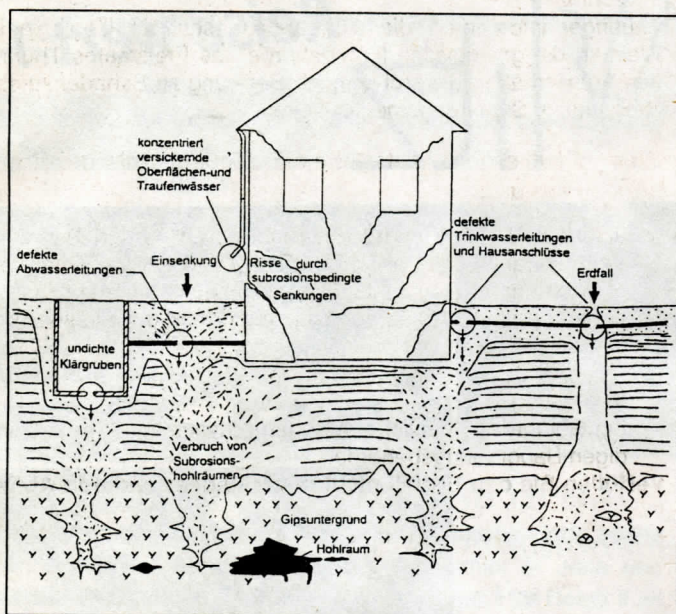 konzentriert
versickernde
Oberflächen-und
Traufenwässer
defekte
Abwasserleitungen
Einsenkung
Risse durch
subrosionsbedingte
Senkungen
defekte
Trinkwasserleitungen
und Hausanschlüsse
Erdfall
undichte
Klärgruben
Verbruch von
Subrosions-
hohlräumen
Gipsuntergrund
Hohlraum